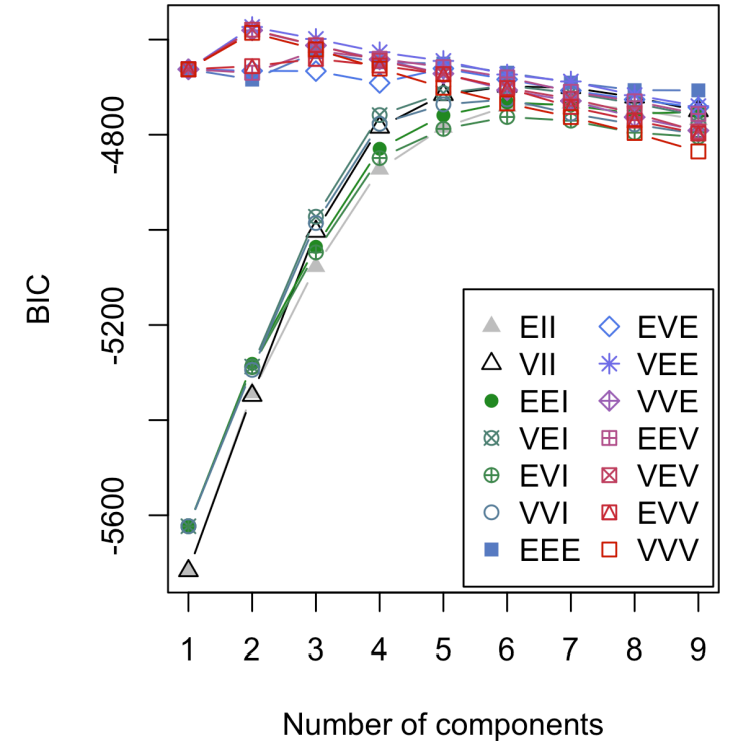 -4800
-5200
-5600
BIC
EII EVE
VII VEE
EEI VVE
VEI EEV
EVI VEV
VVI EVV
EEE VVV
1 2 3 4 5 6 7 8 9
Number of components